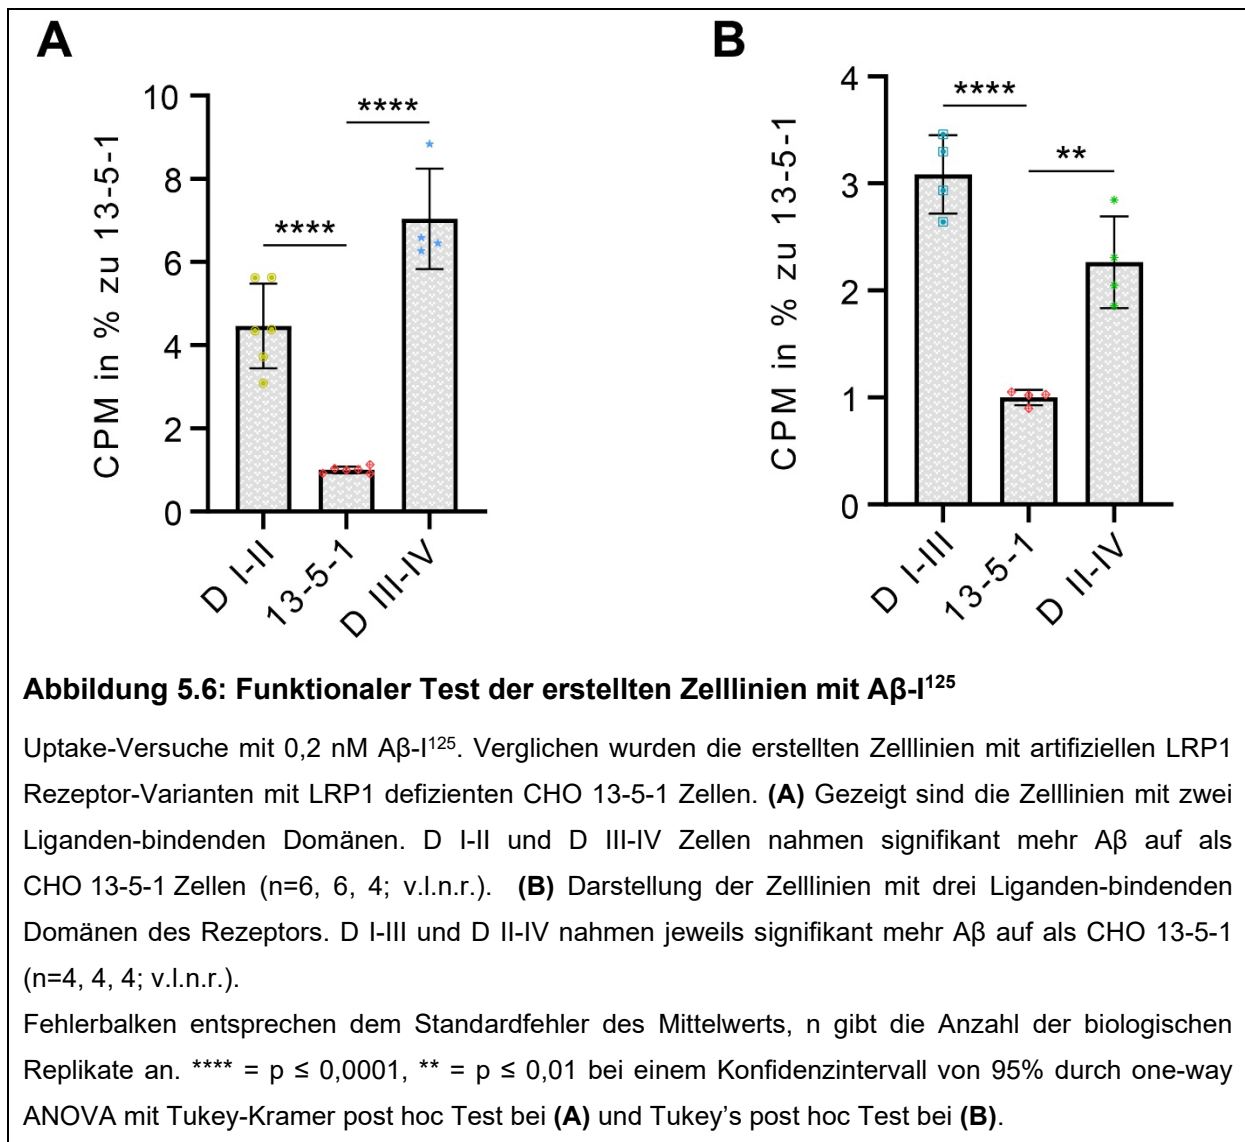 A
CPM in % zu 13-5-1
10
8
6
4
2
0
****
****
D I-II
13-5-1
D III-IV
B
CPM in % zu 13-5-1
4
3
2
1
0
****
**
D I-III
13-5-1
D II-IV
Abbildung 5.6: Funktionaler Test der erstellten Zelllinien mit Aβ-I¹²⁵
Uptake-Versuche mit 0,2 nM Aβ-I¹²⁵. Verglichen wurden die erstellten Zelllinien mit artifiziellen LRP1
Rezeptor-Varianten mit LRP1 defizienten CHO 13-5-1 Zellen. (A) Gezeigt sind die Zelllinien mit zwei
Liganden-bindenden Domänen. D I-II und D III-IV Zellen nahmen signifikant mehr Aβ auf als
CHO 13-5-1 Zellen (n=6, 6, 4; v.l.n.r.). (B) Darstellung der Zelllinien mit drei Liganden-bindenden
Domänen des Rezeptors. D I-III und D II-IV nahmen jeweils signifikant mehr Aβ auf als CHO 13-5-1
(n=4, 4, 4; v.l.n.r.).
Fehlerbalken entsprechen dem Standardfehler des Mittelwerts, n gibt die Anzahl der biologischen
Replikate an. **** = p ≤ 0,0001, ** = p ≤ 0,01 bei einem Konfidenzintervall von 95% durch one-way
ANOVA mit Tukey-Kramer post hoc Test bei (A) und Tukey’s post hoc Test bei (B).